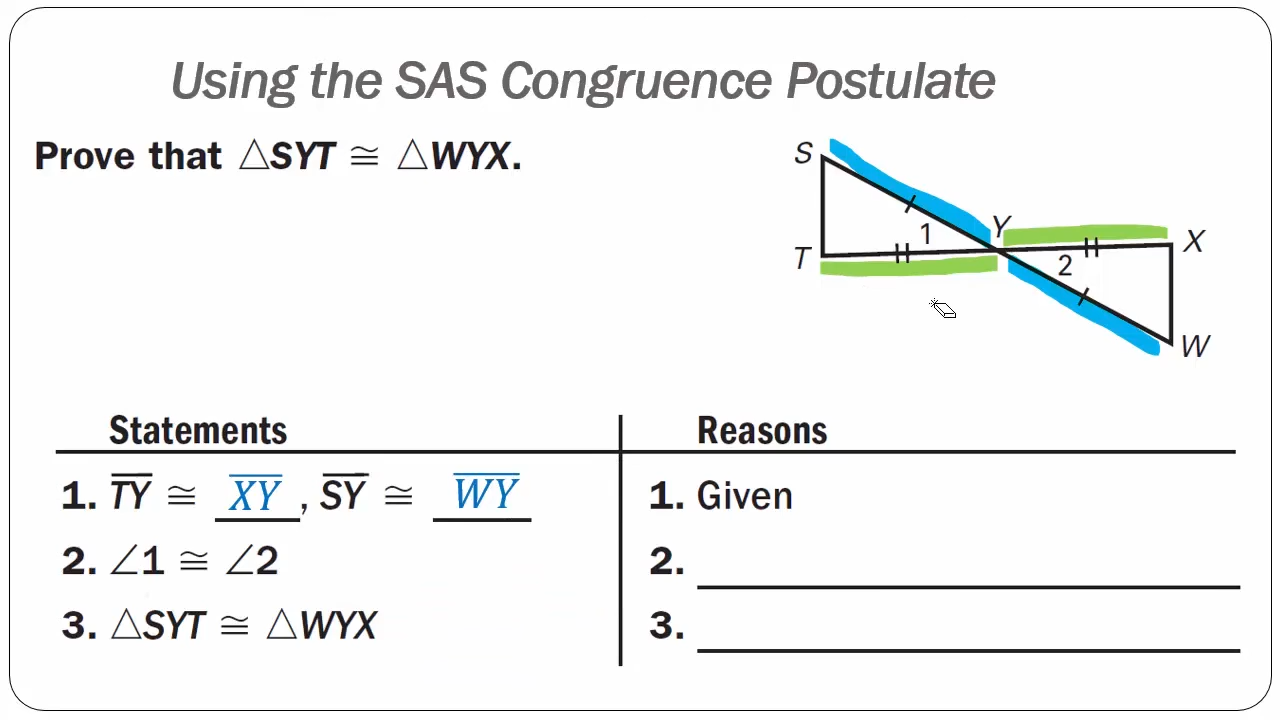 Using the SAS Congruence Postulate
Prove that △SYT ≅ △WYX.
S
Y
1
X
T
2
W
Statements
Reasons
1. T̅Y̅ ≅ X̅Y̅, S̅Y̅ ≅ W̅Y̅
1. Given
2. ∠1 ≅ ∠2
2.
3. △SYT ≅ △WYX
3.